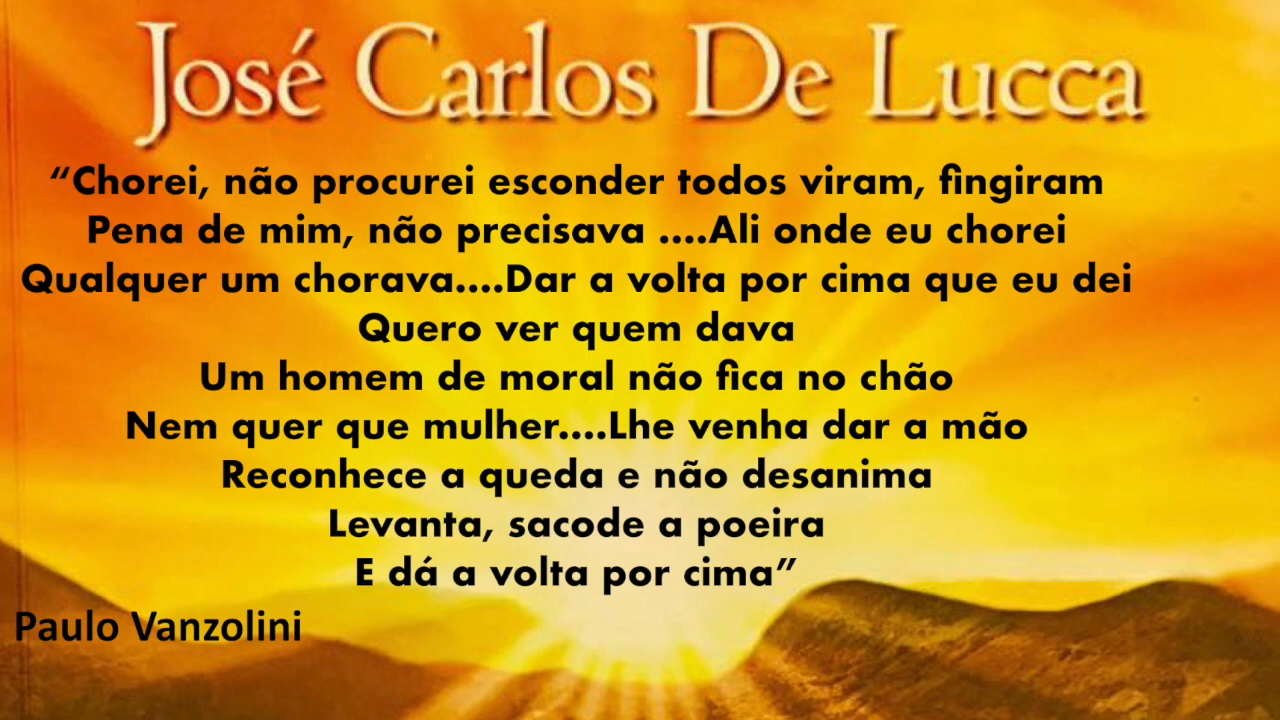 José Carlos De Lucca
“Chorei, não procurei esconder todos viram, fingiram
Pena de mim, não precisava ....Ali onde eu chorei
Qualquer um chorava....Dar a volta por cima que eu dei
Quero ver quem dava
Um homem de moral não fica no chão
Nem quer que mulher....Lhe venha dar a mão
Reconhece a queda e não desanima
Levanta, sacode a poeira
E dá a volta por cima”
Paulo Vanzolini